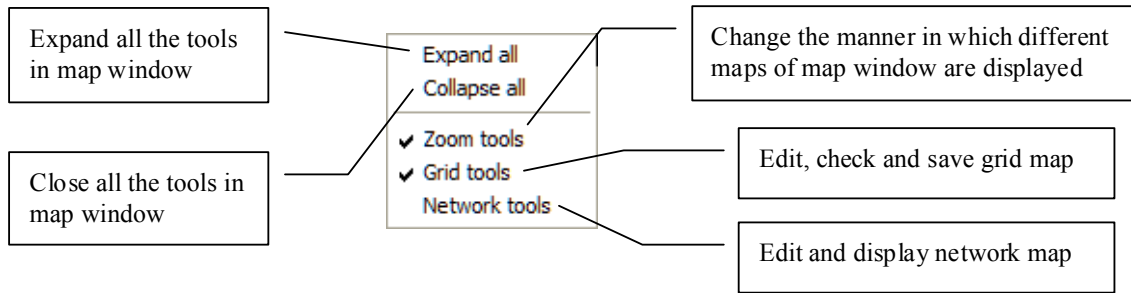 Expand all the tools
in map window
Close all the tools in
map window
Expand all
Collapse all
Zoom tools
Grid tools
Network tools
Change the manner in which different
maps of map window are displayed
Edit, check and save grid map
Edit and display network map